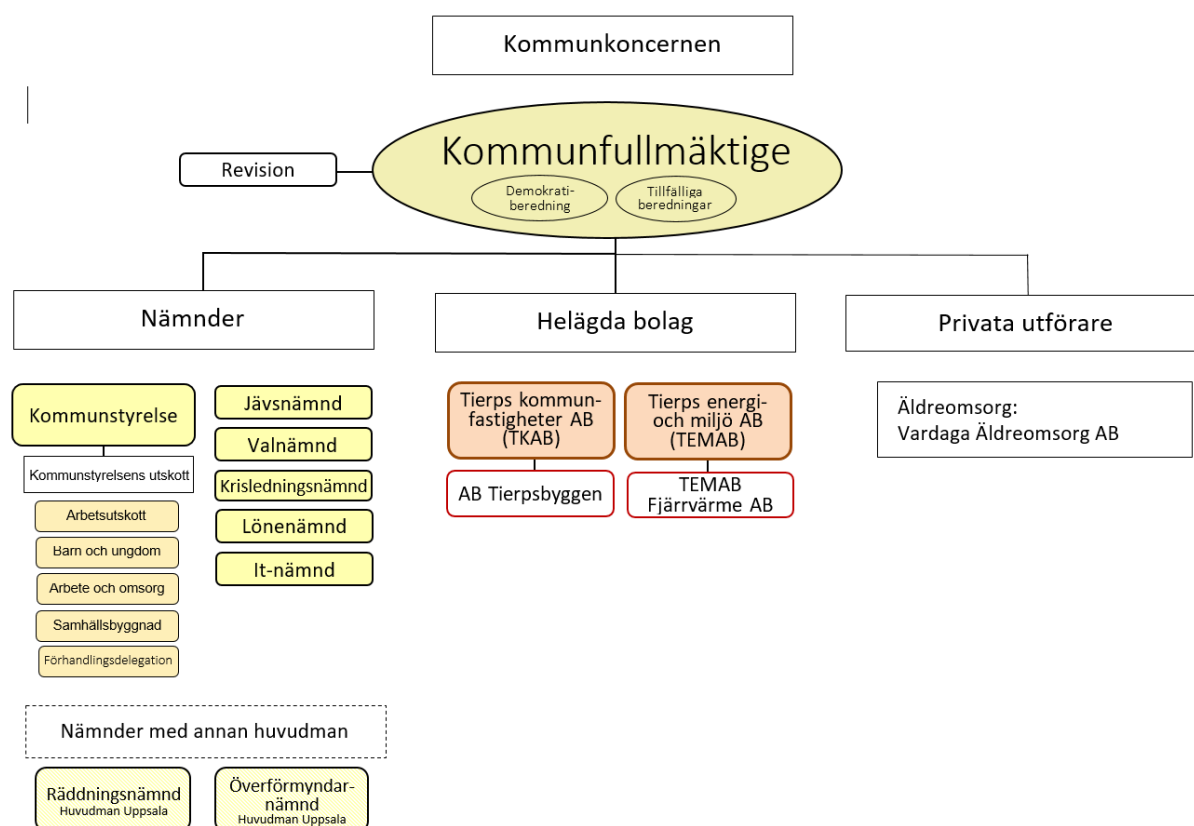 Kommunkoncernen
Kommunfullmäktige
Demokrati-
beredning
Tillfälliga
beredningar
Revision
Nämnder
Helägda bolag
Privata utförare
Kommunstyrelse
Kommunstyrelsens utskott
Arbetsutskott
Barn och ungdom
Arbete och omsorg
Samhällsbyggnad
Förhandlingsdelegation
Jävsnämnd
Valnämnd
Krisledningsnämnd
Lönenämnd
It-nämnd
Tierps kommun-
fastigheter AB
(TKAB)
AB Tierpsbyggen
Tierps energi-
och miljö AB
(TEMAB)
TEMAB
Fjärrvärme AB
Äldreomsorg:
Vardaga Äldreomsorg AB
Nämnder med annan huvudman
Räddningsnämnd
Huvudman Uppsala
Överförmyndar-
nämnd
Huvudman Uppsala